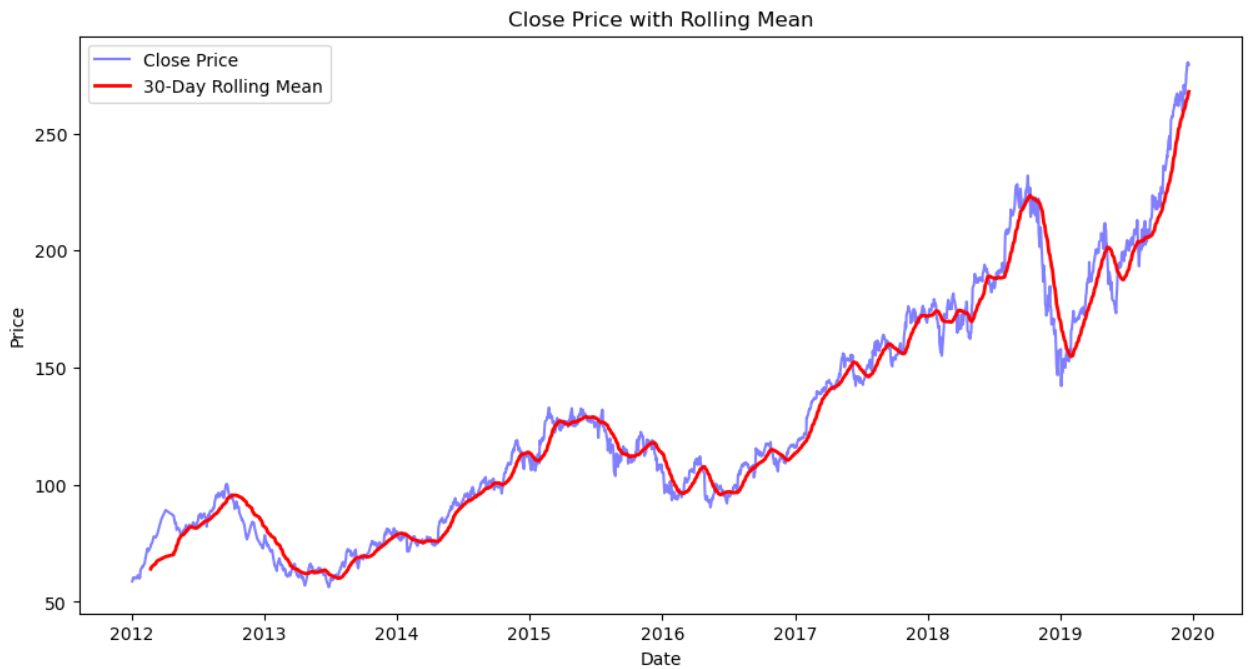 Close Price with Rolling Mean
Close Price
30-Day Rolling Mean
Price
250
200
150
100
50
2012 2013 2014 2015 2016 2017 2018 2019 2020
Date